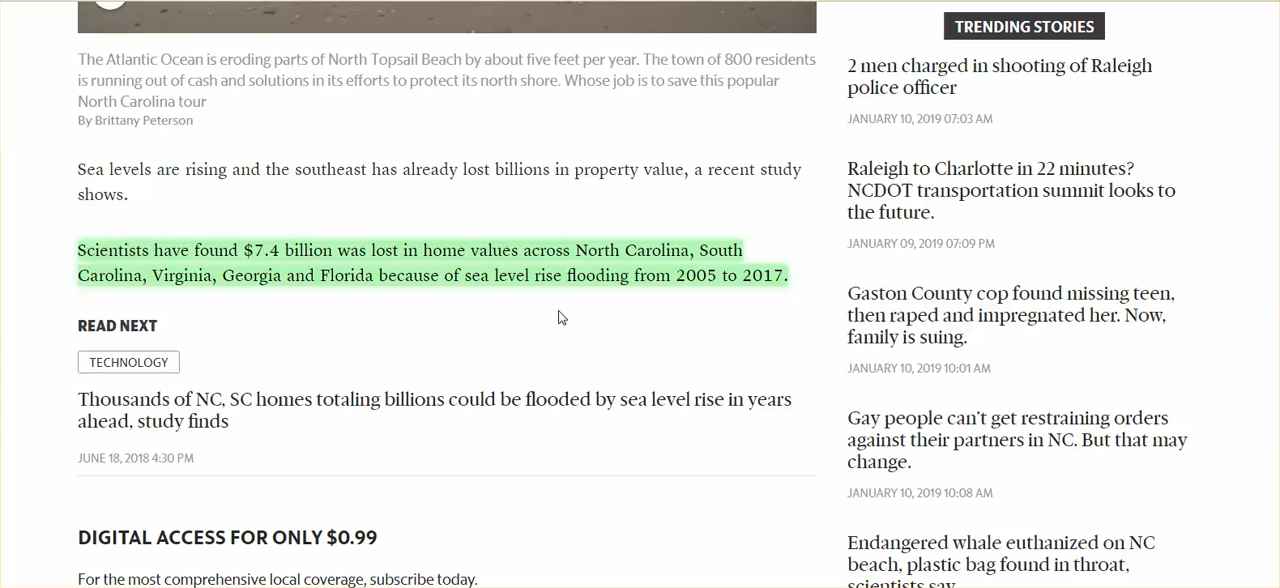 The Atlantic Ocean is eroding parts of North Topsail Beach by about five feet per year. The town of 800 residents
is running out of cash and solutions in its efforts to protect its north shore. Whose job is to save this popular
North Carolina tour
By Brittany Peterson
Sea levels are rising and the southeast has already lost billions in property value, a recent study
shows.
Scientists have found $7.4 billion was lost in home values across North Carolina, South
Carolina, Virginia, Georgia and Florida because of sea level rise flooding from 2005 to 2017.
READ NEXT
TECHNOLOGY
Thousands of NC, SC homes totaling billions could be flooded by sea level rise in years
ahead, study finds
JUNE 18, 2018 4:30 PM
DIGITAL ACCESS FOR ONLY $0.99
For the most comprehensive local coverage, subscribe today.
TRENDING STORIES
2 men charged in shooting of Raleigh
police officer
JANUARY 10, 2019 07:03 AM
Raleigh to Charlotte in 22 minutes?
NCDOT transportation summit looks to
the future.
JANUARY 09, 2019 07:09 PM
Gaston County cop found missing teen,
then raped and impregnated her. Now,
family is suing.
JANUARY 10, 2019 10:01 AM
Gay people can't get restraining orders
against their partners in NC. But that may
change.
JANUARY 10, 2019 10:08 AM
Endangered whale euthanized on NC
beach, plastic bag found in throat,
scientists say